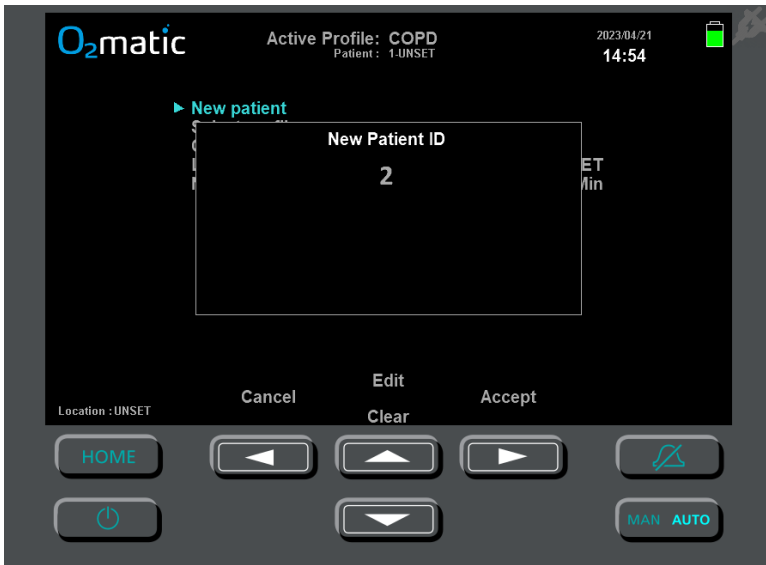 O2matic
Active Profile: COPD
Patient : 1-UNSET
2023/04/21
14:54
New patient
New Patient ID
2
Min
Cancel
Edit
Accept
Clear
Location : UNSET
HOME
MAN AUTO